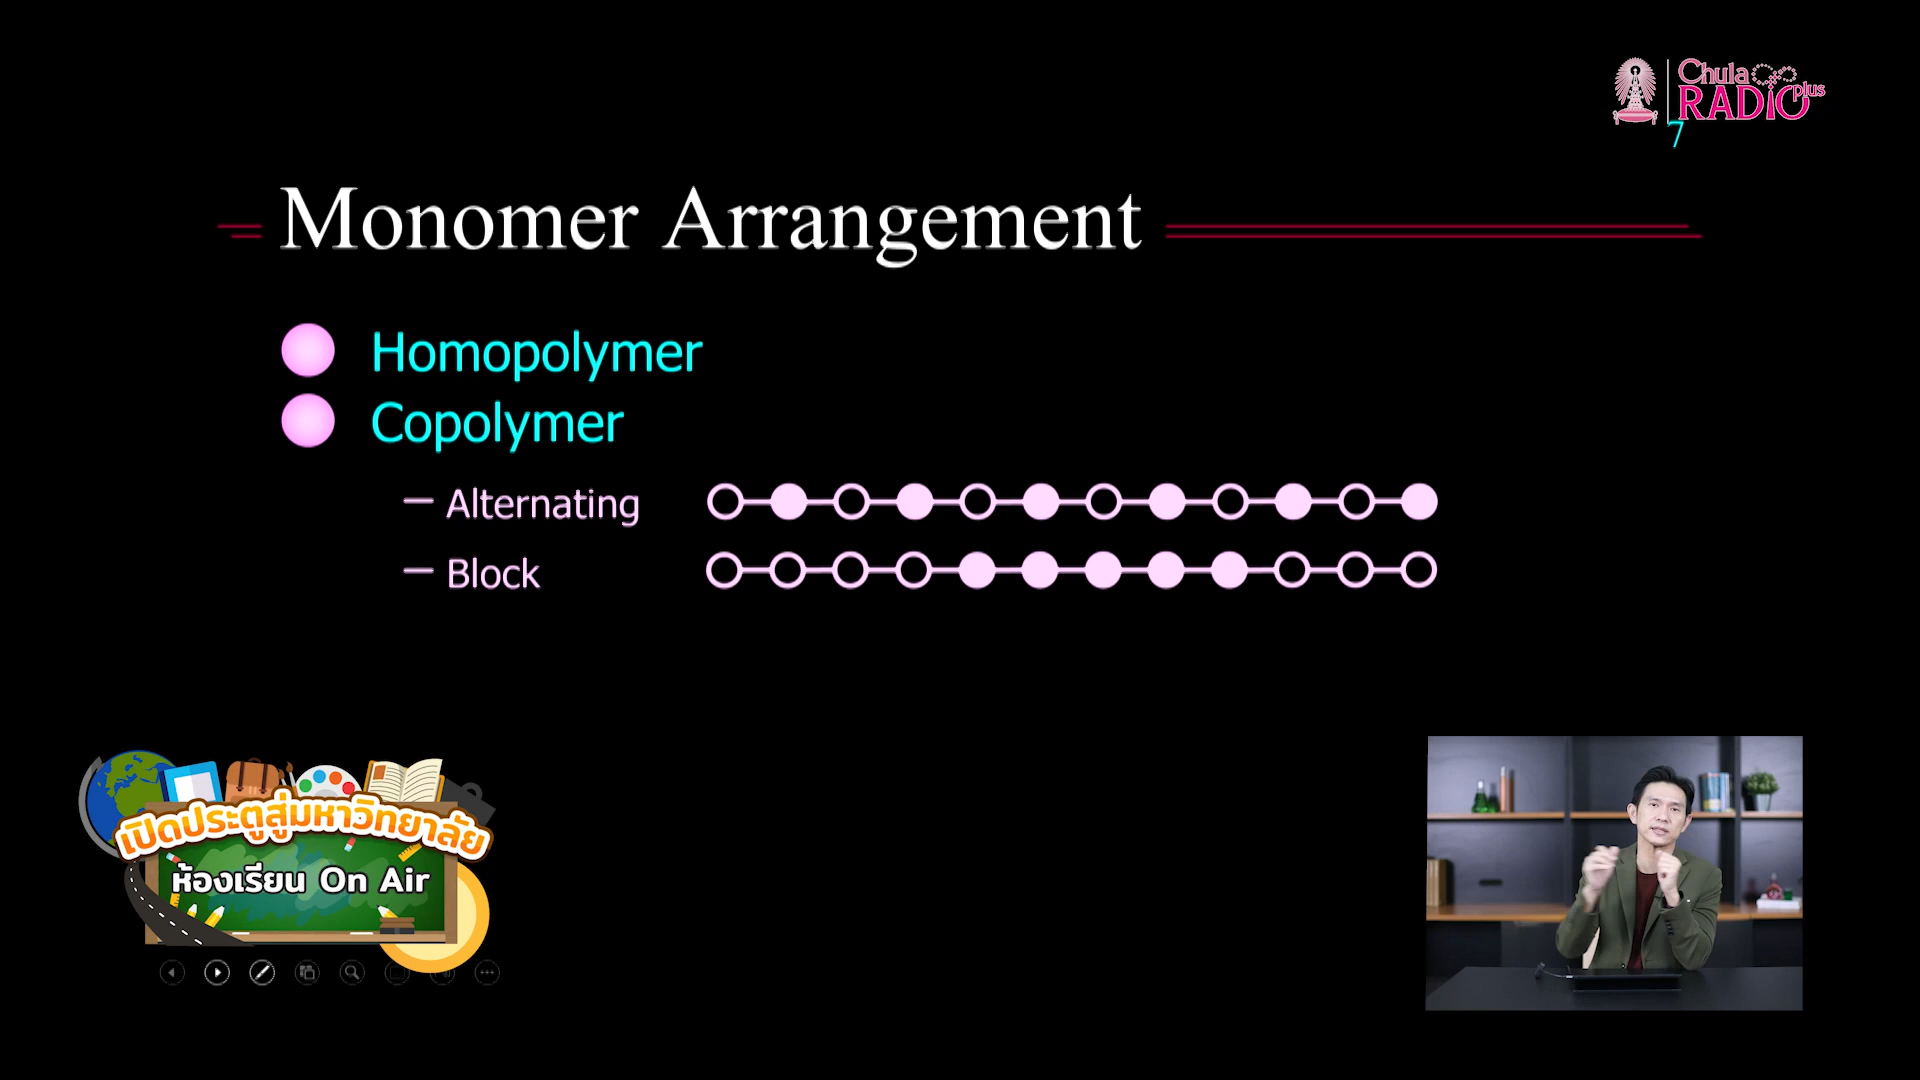 Chula
RADIO plus
7
Monomer Arrangement
Homopolymer
Copolymer
– Alternating
– Block
เปิดประตูสู่มหาวิทยาลัย
ห้องเรียน On Air